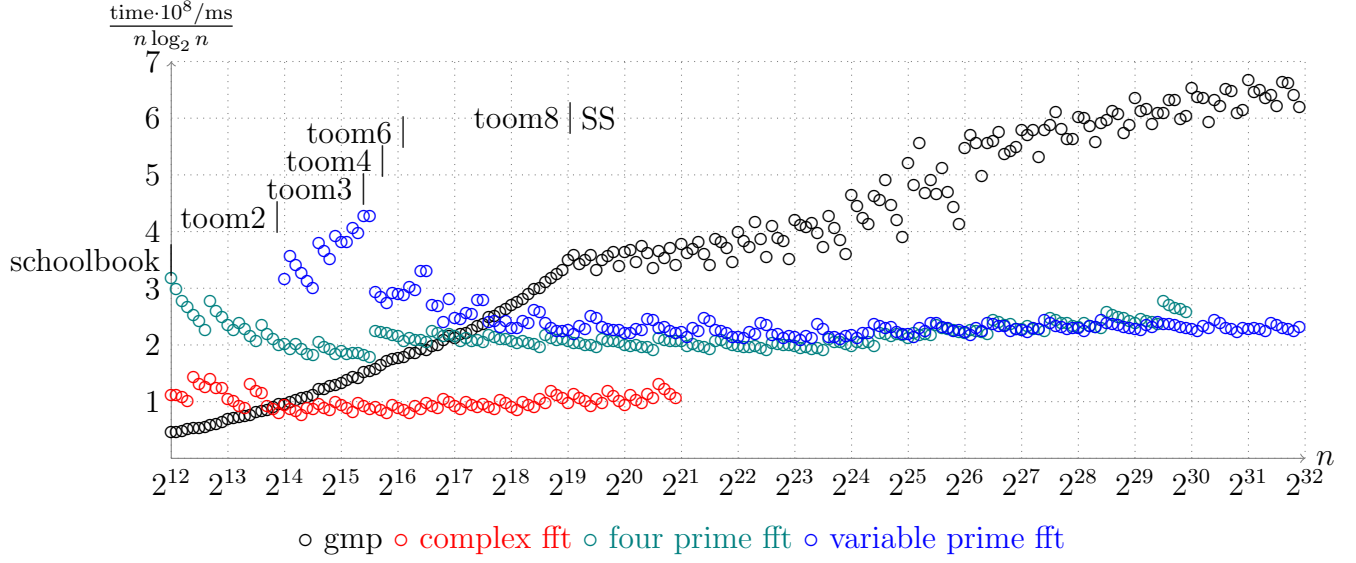 time·10⁸/ms
n log₂ n
7
6
5
4
3
2
1
toom8 | SS
toom6 |
toom4 |
toom3 |
toom2 |
schoolbook |
2¹² 2¹³ 2¹⁴ 2¹⁵ 2¹⁶ 2¹⁷ 2¹⁸ 2¹⁹ 2²⁰ 2²¹ 2²² 2²³ 2²⁴ 2²⁵ 2²⁶ 2²⁷ 2²⁸ 2²⁹ 2³⁰ 2³¹ 2³²
n
gmp complex fft four prime fft variable prime fft